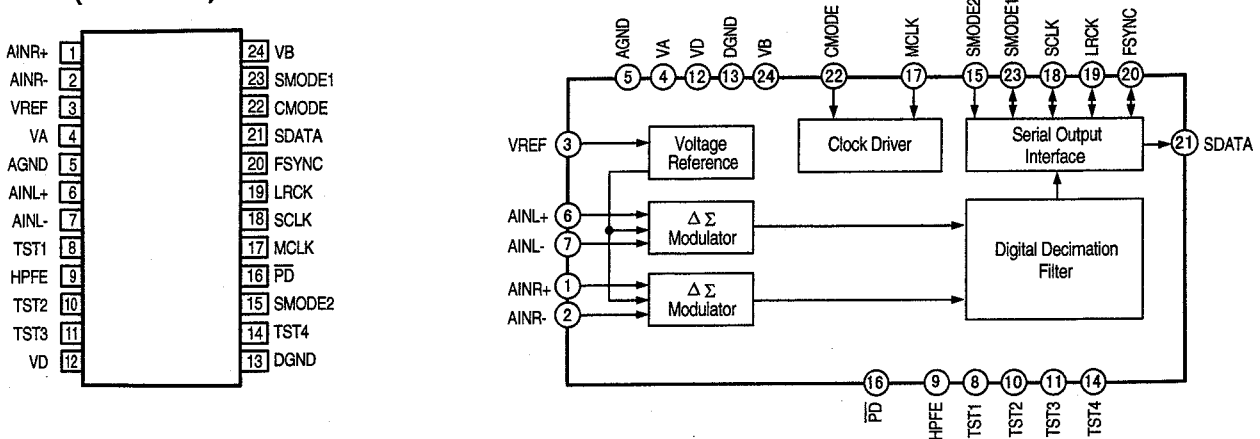 AINR+ 1
AINR- 2
VREF 3
VA 4
AGND 5
AINL+ 6
AINL- 7
TST1 8
HPFE 9
TST2 10
TST3 11
VD 12
24 VB
23 SMODE1
22 CMODE
21 SDATA
20 FSYNC
19 LRCK
18 SCLK
17 MCLK
16 PD
15 SMODE2
14 TST4
13 DGND
AGND VA VD DGND VB CMODE MCLK SMODE2 SMODE1 SCLK LRCK FSYNC
5 4 12 13 24 22 17 15 23 18 19 20
VREF 3
Voltage
Reference
Clock Driver
Serial Output
Interface
21 SDATA
AINL+ 6
AINL- 7
Δ Σ
Modulator
AINR+ 1
AINR- 2
Δ Σ
Modulator
Digital Decimation
Filter
16 9 8 10 11 14
PD HPFE TST1 TST2 TST3 TST4